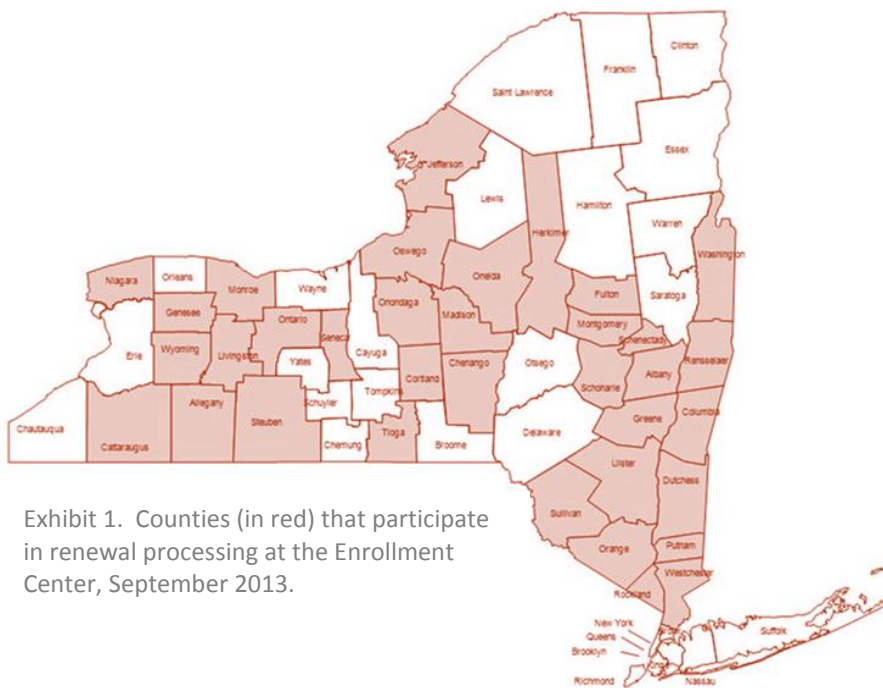 Clinton
Franklin
Saint Lawrence
Essex
Jefferson
Lewis
Hamilton
Warren
Herkimer
Washington
Oswego
Oneida
Niagara
Orleans
Monroe
Wayne
Fulton
Saratoga
Onondaga
Madison
Genesee
Ontario
Seneca
Montgomery
Schenectady
Erie
Wyoming
Livingston
Yates
Cayuga
Cortland
Chenango
Otsego
Schoharie
Albany
Rensselaer
Schuyler
Tompkins
Chautauqua
Cattaraugus
Allegany
Steuben
Chemung
Tioga
Broome
Delaware
Greene
Columbia
Ulster
Dutchess
Sullivan
Orange
Putnam
Westchester
Rockland
Exhibit 1. Counties (in red) that participate
in renewal processing at the Enrollment
Center, September 2013.
New York
Queens
Brooklyn
Richmond
Nassau
Suffolk